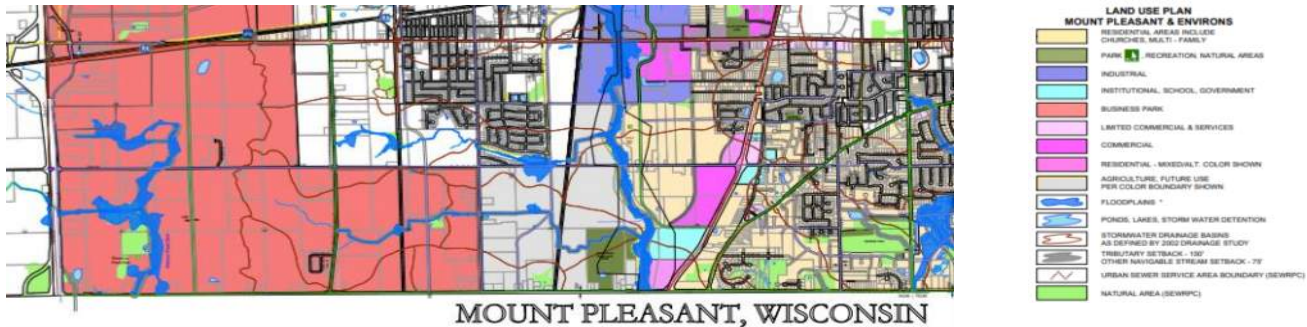 MOUNT PLEASANT, WISCONSIN
LAND USE PLAN
MOUNT PLEASANT & ENVIRONS
RESIDENTIAL AREAS INCLUDE
CHURCHES, MULTI - FAMILY
PARK , RECREATION, NATURAL AREAS
INDUSTRIAL
INSTITUTIONAL, SCHOOL, GOVERNMENT
BUSINESS PARK
LIMITED COMMERCIAL & SERVICES
COMMERCIAL
RESIDENTIAL - MIXED/ALT. COLOR SHOWN
AGRICULTURE, FUTURE USE
PER COLOR BOUNDARY SHOWN
FLOODPLAINS *
PONDS, LAKES, STORM WATER DETENTION
STORMWATER DRAINAGE BASINS
AS DEFINED BY 2002 DRAINAGE STUDY
TRIBUTARY SETBACK - 100'
OTHER NAVIGABLE STREAM SETBACK - 75'
URBAN SEWER SERVICE AREA BOUNDARY (SEWRPC)
NATURAL AREA (SEWRPC)